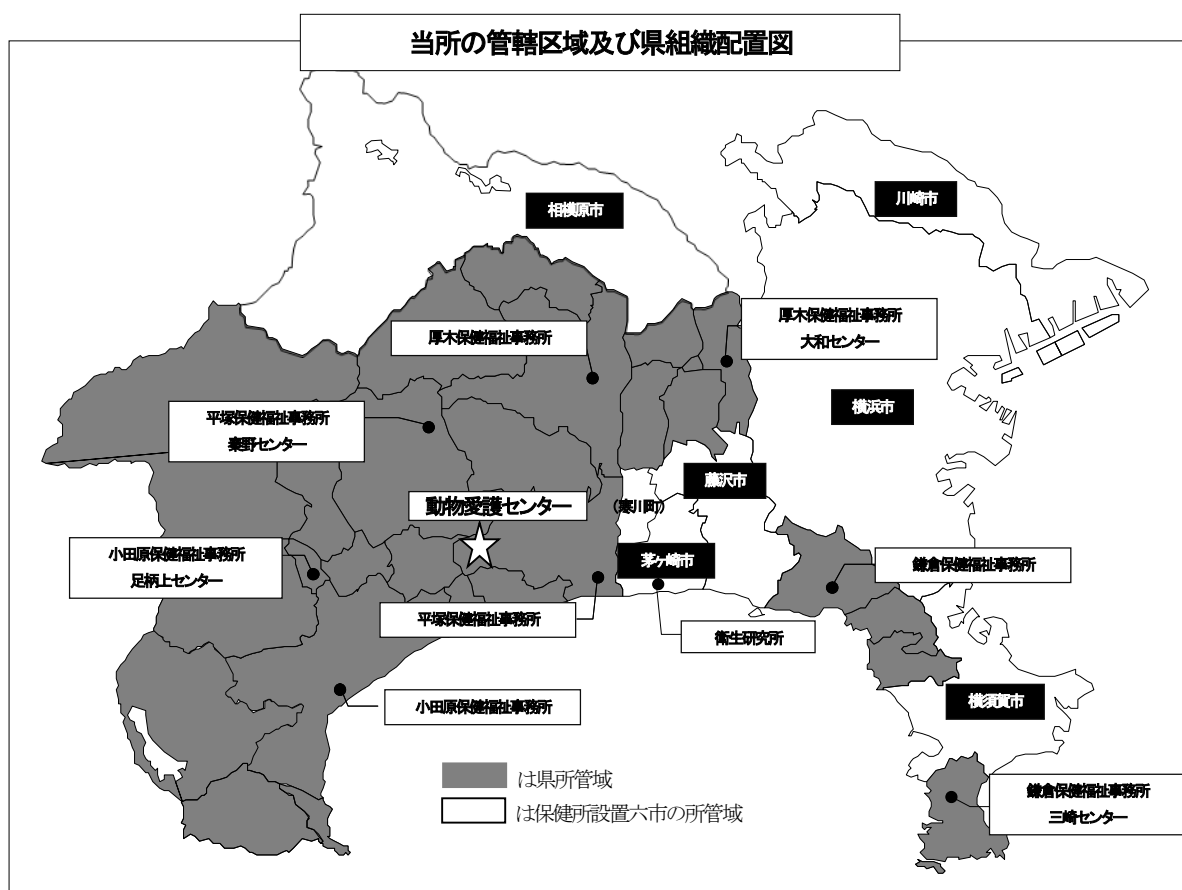 当所の管轄区域及び県組織配置図
川崎市
相模原市
厚木保健福祉事務所
大和センター
厚木保健福祉事務所
横浜市
平塚保健福祉事務所
秦野センター
藤沢市
動物愛護センター
(寒川町)
小田原保健福祉事務所
足柄上センター
茅ヶ崎市
鎌倉保健福祉事務所
平塚保健福祉事務所
衛生研究所
横須賀市
小田原保健福祉事務所
は県所管域
は保健所設置六市の所管域
鎌倉保健福祉事務所
三崎センター